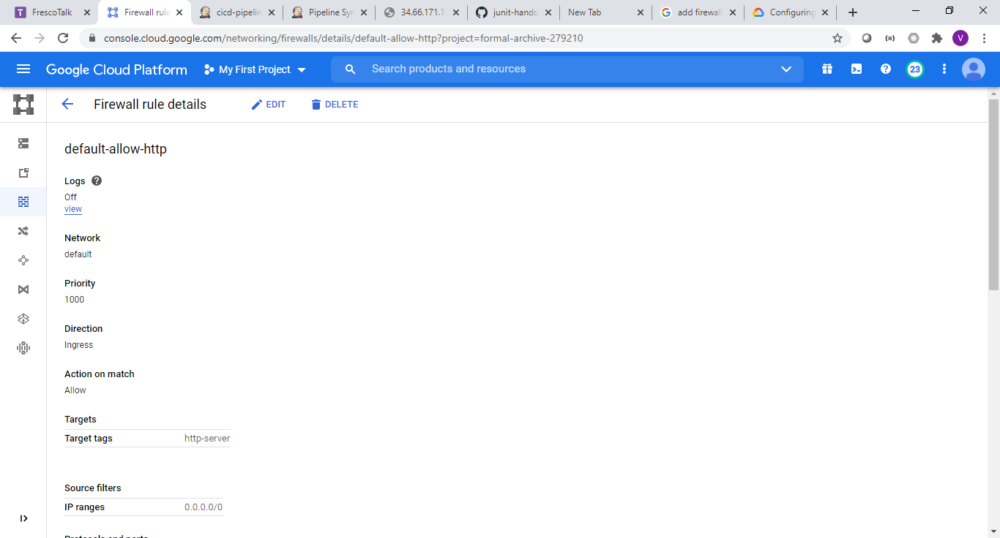 FrescoTalk
Firewall rule
cicd-pipelin
Pipeline Syn
34.66.171.1
junit-hands
New Tab
add firewall
Configuring
console.cloud.google.com/networking/firewalls/details/default-allow-http?project=formal-archive-279210
V
Google Cloud Platform
My First Project
Search products and resources
23
Firewall rule details
EDIT
DELETE
default-allow-http
Logs
Off
view
Network
default
Priority
1000
Direction
Ingress
Action on match
Allow
Targets
Target tags http-server
Source filters
IP ranges 0.0.0.0/0
Protocols and ports